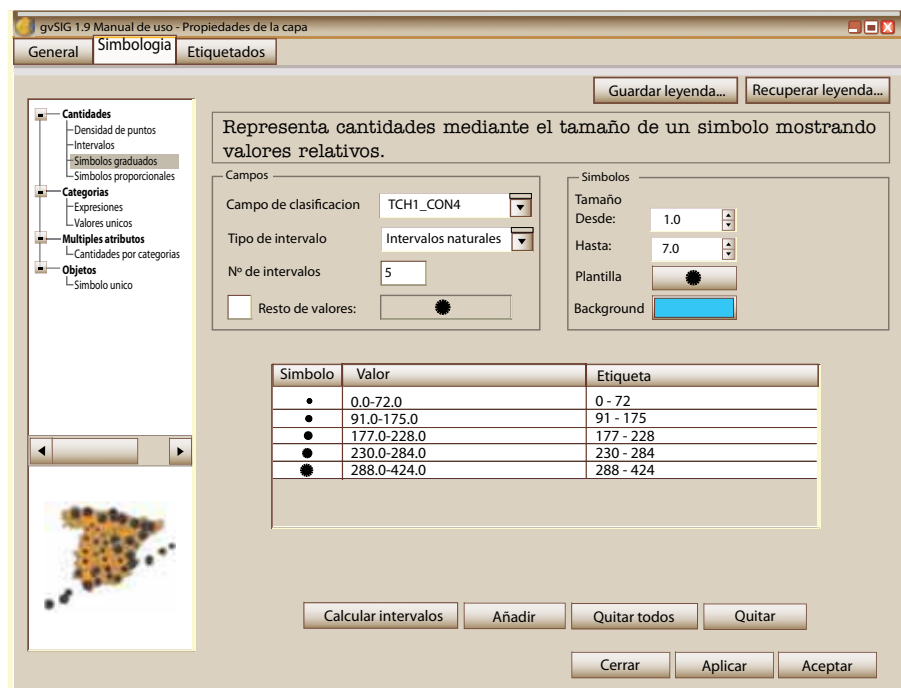 gvSIG 1.9 Manual de uso - Propiedades de la capa
General Simbologia Etiquetados
Guardar leyenda... Recuperar leyenda...
Cantidades
Densidad de puntos
Intervalos
Simbolos graduados
Simbolos proporcionales
Categorias
Expresiones
Valores unicos
Multiples atributos
Cantidades por categorias
Objetos
Simbolo unico
Representa cantidades mediante el tamaño de un simbolo mostrando
valores relativos.
Campos
Campo de clasificacion TCH1_CON4
Tipo de intervalo Intervalos naturales
Nº de intervalos 5
Resto de valores:
Simbolos
Tamaño
Desde: 1.0
Hasta: 7.0
Plantilla
Background
Simbolo Valor Etiqueta
0.0-72.0 0 - 72
91.0-175.0 91 - 175
177.0-228.0 177 - 228
230.0-284.0 230 - 284
288.0-424.0 288 - 424
Calcular intervalos Añadir Quitar todos Quitar
Cerrar Aplicar Aceptar